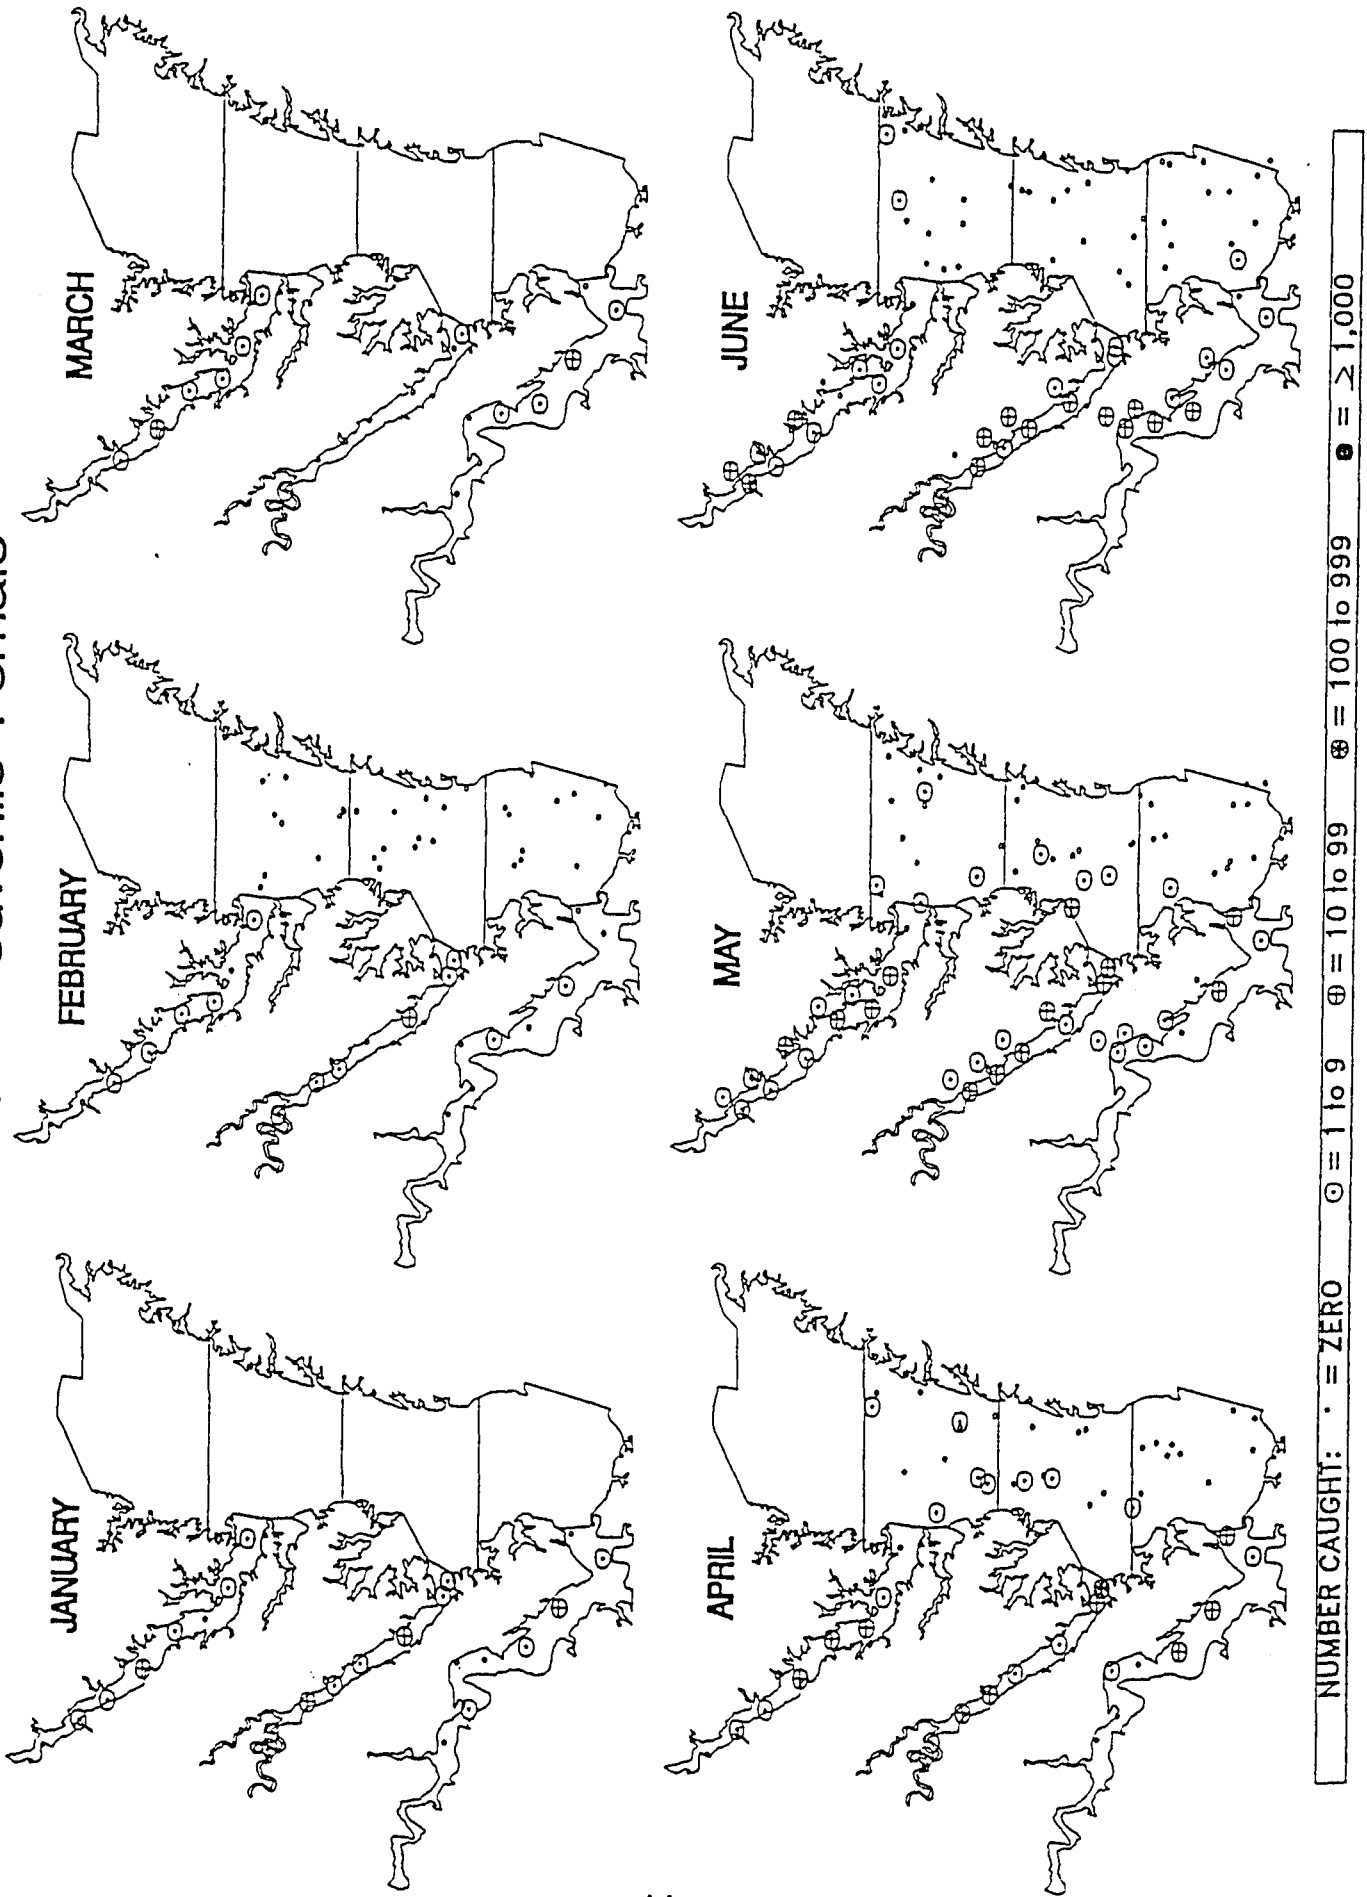 JANUARY
FEBRUARY
MARCH
APRIL
MAY
JUNE
NUMBER CAUGHT: · = ZERO ⊙ = 1 to 9 ⊕ = 10 to 99 ⊛ = 100 to 999 ● = ≥ 1,000